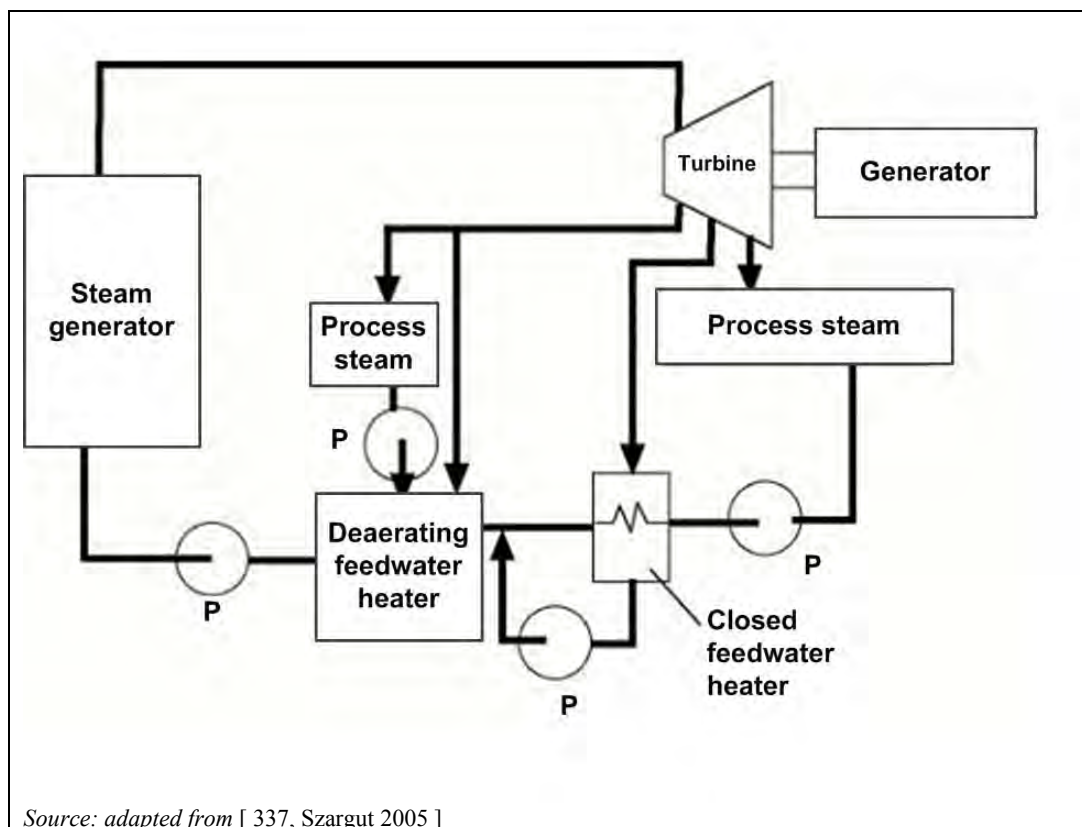 Turbine
Generator
Steam
generator
Process
steam
Process steam
P
Deaerating
feedwater
heater
P
P
P
Closed
feedwater
heater
Source: adapted from [ 337, Szargut 2005 ]